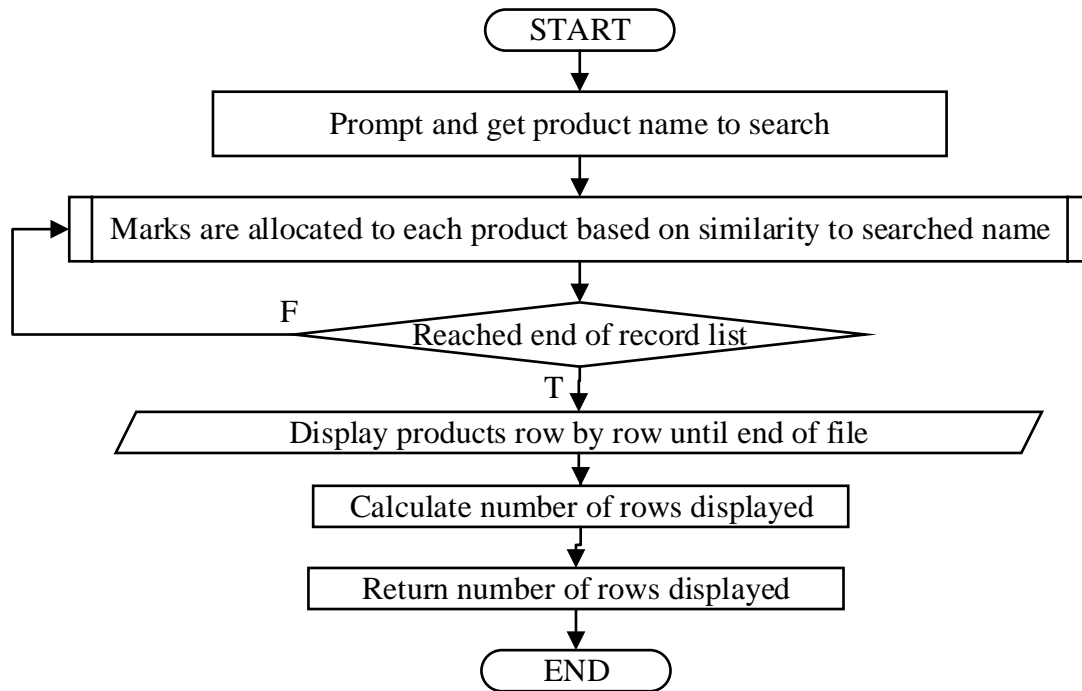 START
Prompt and get product name to search
Marks are allocated to each product based on similarity to searched name
F
Reached end of record list
T
Display products row by row until end of file
Calculate number of rows displayed
Return number of rows displayed
END